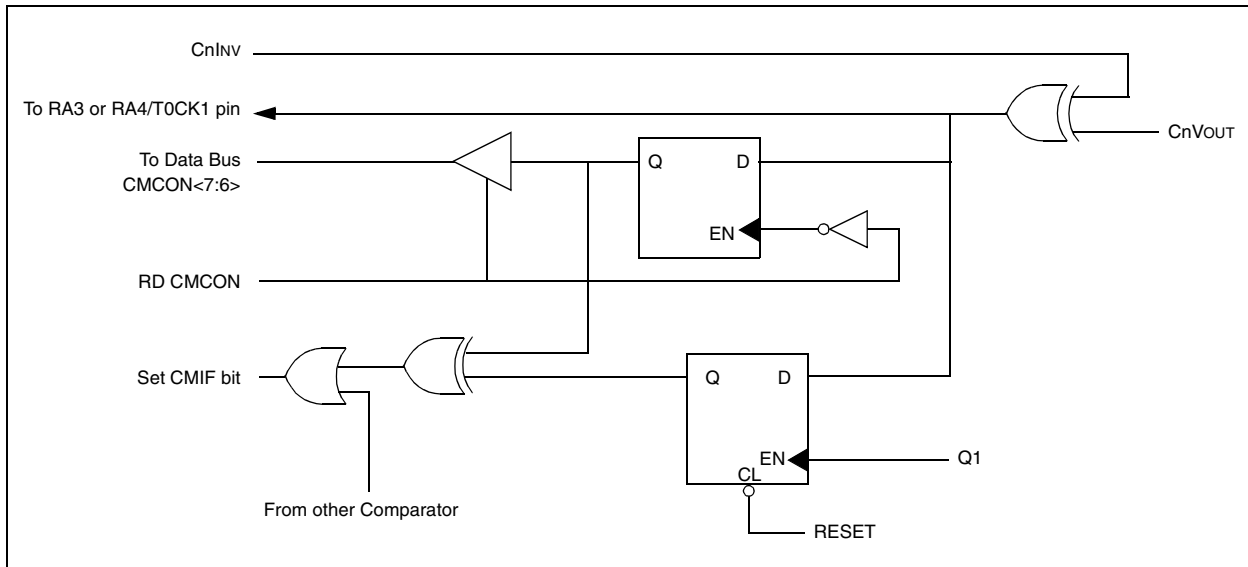 CnINV
To RA3 or RA4/T0CK1 pin
CnVOUT
To Data Bus
Q
D
CMCON<7:6>
EN
RD CMCON
Set CMIF bit
Q
D
EN
Q1
CL
From other Comparator
RESET